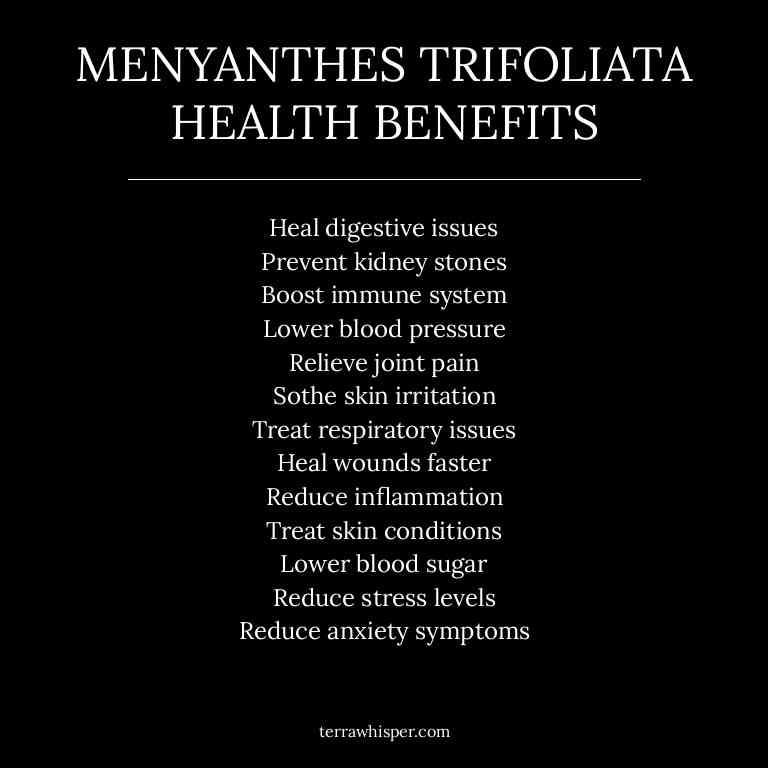 MENYANTHES TRIFOLIATA
HEALTH BENEFITS
Heal digestive issues
Prevent kidney stones
Boost immune system
Lower blood pressure
Relieve joint pain
Sothe skin irritation
Treat respiratory issues
Heal wounds faster
Reduce inflammation
Treat skin conditions
Lower blood sugar
Reduce stress levels
Reduce anxiety symptoms
terrawhisper.com